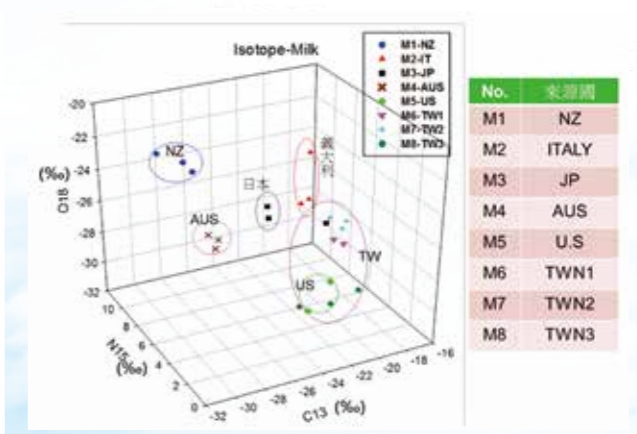 Isotope-Milk
M1-NZ
M2-IT
M3-JP
M4-AUS
M5-US
M6-TW1
M7-TW2
M8-TW3
-20
-22
-24
-26
-28
-30
-32
(‰)
O18
NZ
AUS
日本
義大利
TW
US
10
8
6
4
2
0
N15
(‰)
-32
-30
-28
-26
-24
-22
-20
-18
-16
C13 (‰)
No. 來源國
M1 NZ
M2 ITALY
M3 JP
M4 AUS
M5 U.S
M6 TWN1
M7 TWN2
M8 TWN3